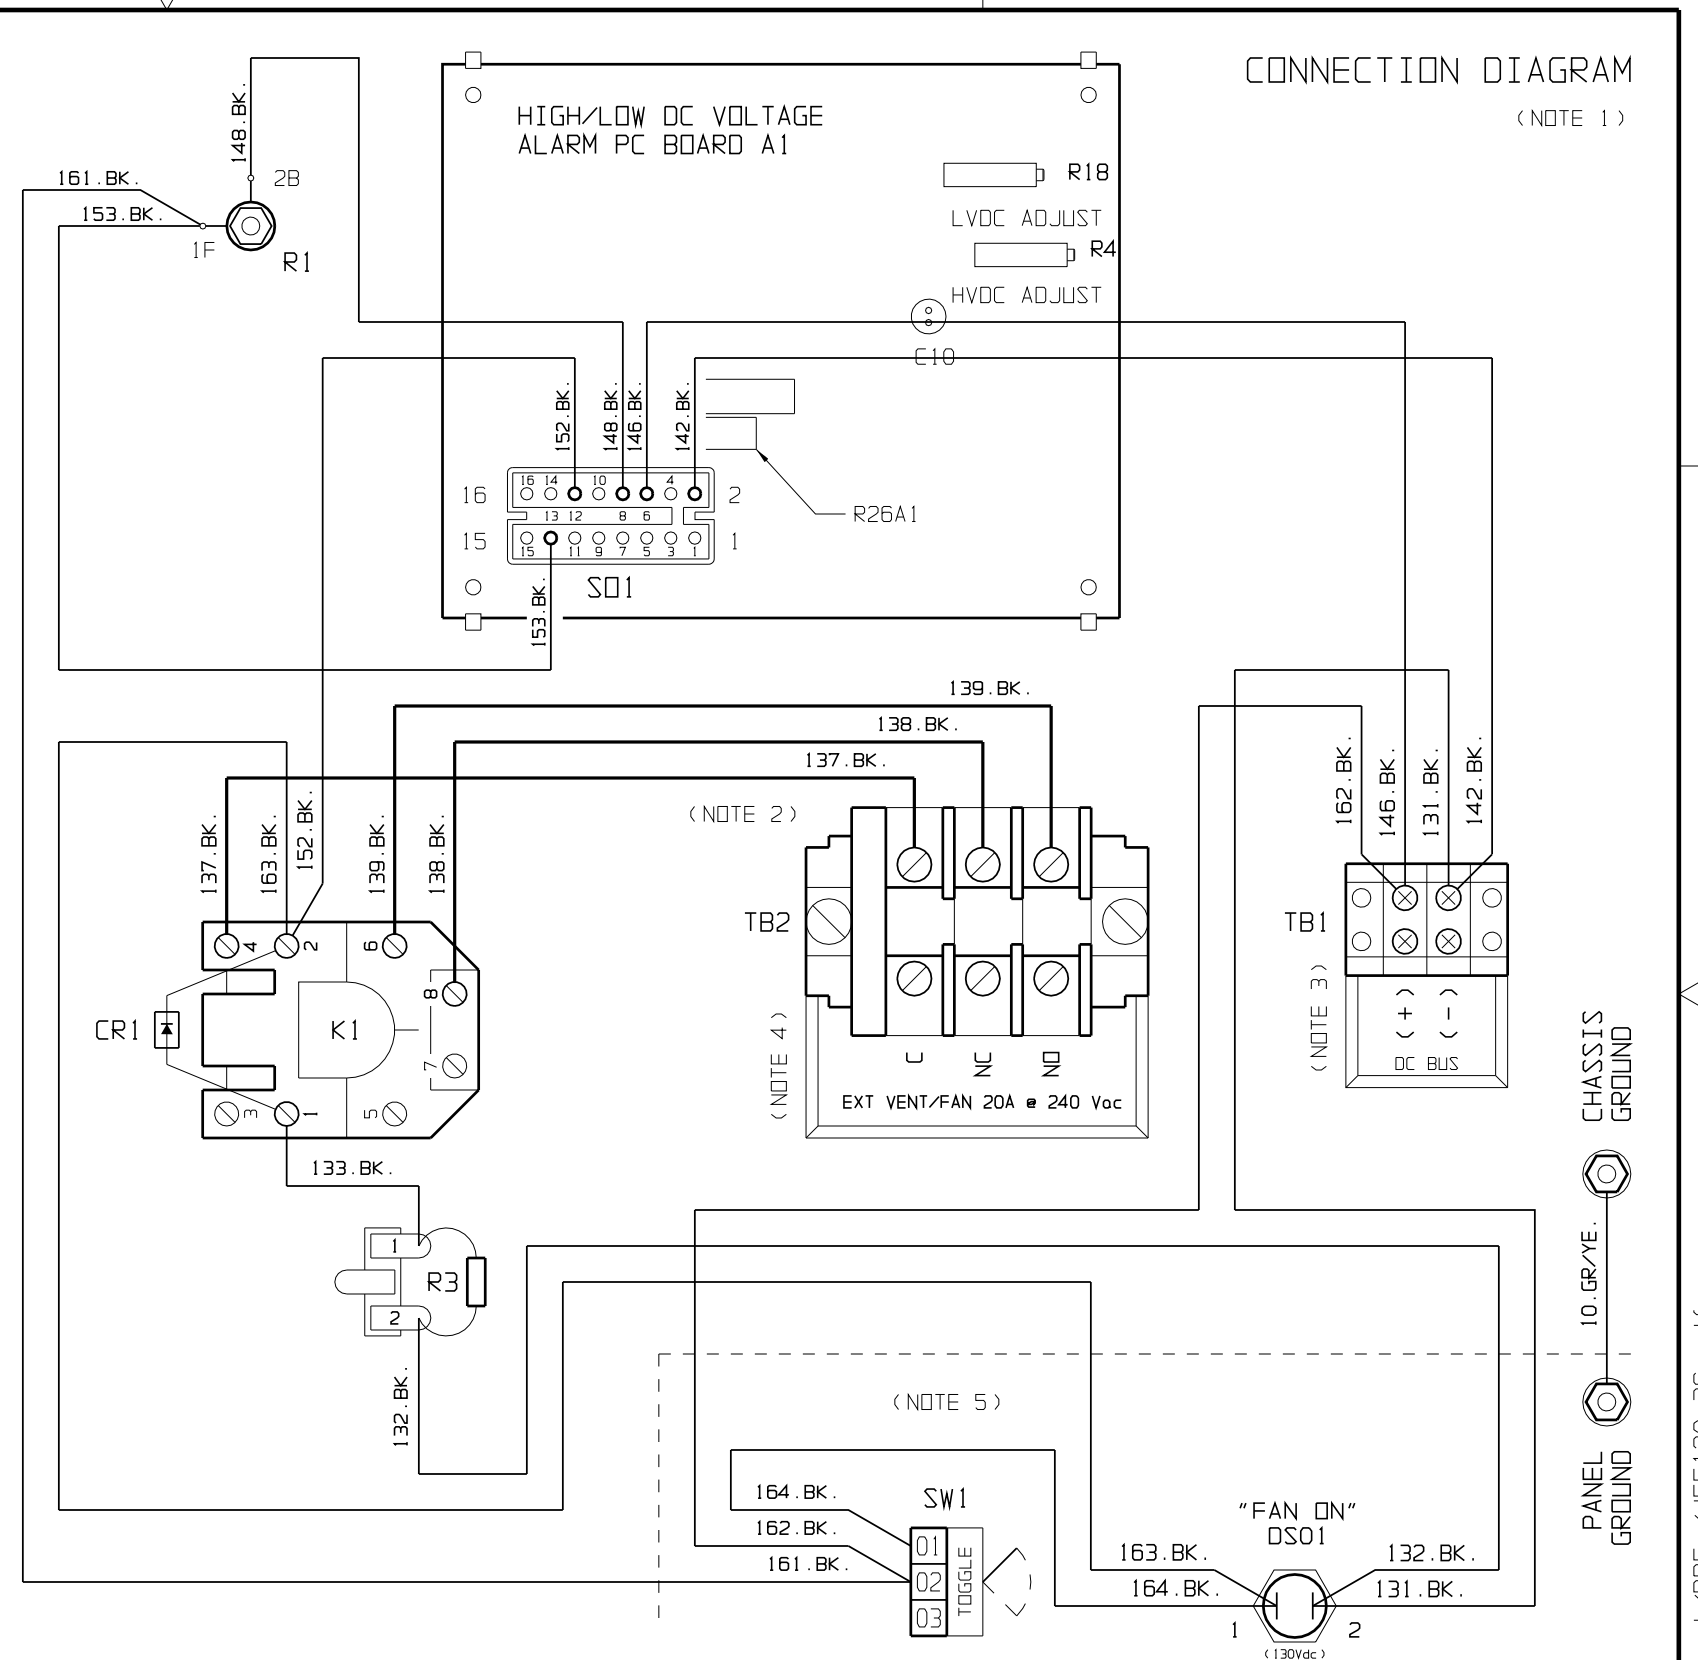 CONNECTION DIAGRAM
(NOTE 1)
HIGH/LOW DC VOLTAGE
ALARM PC BOARD A1
148.BK.
2B
161.BK.
153.BK.
1F
R1
R18
LVDC ADJUST
R4
HVDC ADJUST
C10
152.BK.
148.BK.
146.BK.
142.BK.
R26A1
16 14 10 4
16 2
13 12 8 6
15 1
15 11 9 7 5 3 1
SO1
153.BK.
139.BK.
138.BK.
137.BK.
137.BK.
163.BK.
152.BK.
139.BK.
138.BK.
(NOTE 2)
162.BK.
146.BK.
131.BK.
142.BK.
TB2
TB1
4 2 6
8
CR1
K1
7
3 1 5
(NOTE 4)
C NC NO
EXT VENT/FAN 20A @ 240 Vac
(NOTE 3)
(+) (-)
DC BUS
CHASSIS
GROUND
133.BK.
1
R3
2
132.BK.
10.GR/YE.
(NOTE 5)
PANEL
GROUND
164.BK.
162.BK.
161.BK.
SW1
01
02
03
TOGGLE
"FAN ON"
DS01
163.BK.
164.BK.
132.BK.
131.BK.
1 2
(130Vdc)